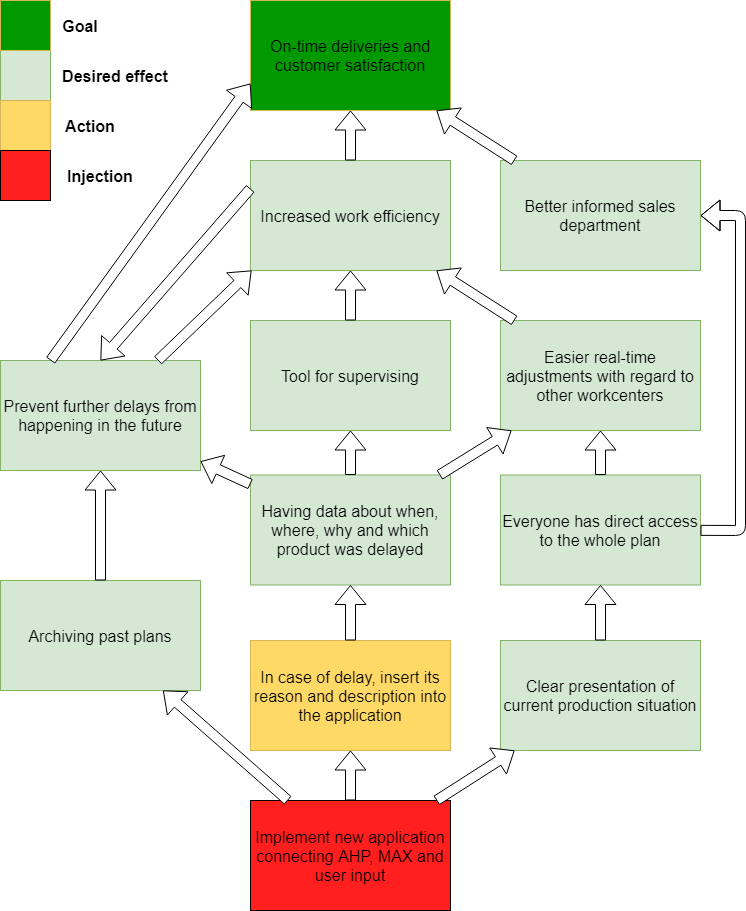 Goal
Desired effect
Action
Injection
On-time deliveries and
customer satisfaction
Increased work efficiency
Better informed sales
department
Prevent further delays from
happening in the future
Tool for supervising
Easier real-time
adjustments with regard to
other workcenters
Having data about when,
where, why and which
product was delayed
Everyone has direct access
to the whole plan
Archiving past plans
In case of delay, insert its
reason and description into
the application
Clear presentation of
current production situation
Implement new application
connecting AHP, MAX and
user input